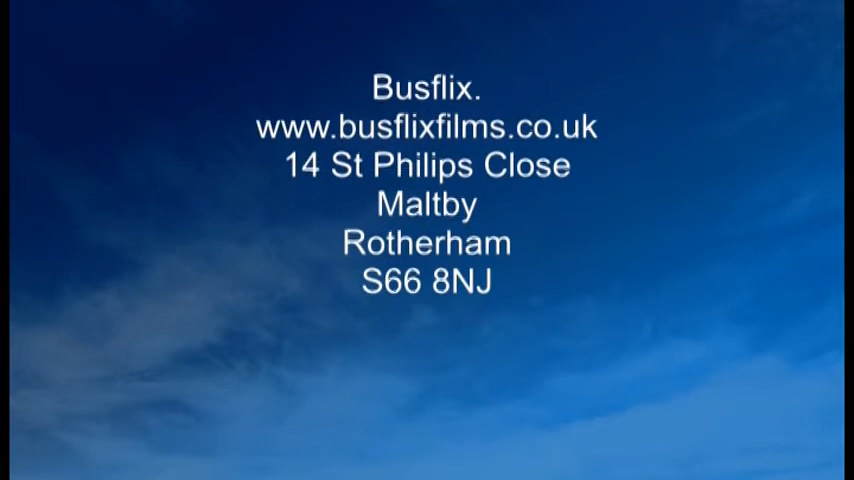 Busflix.
www.busflixfilms.co.uk
14 St Philips Close
Maltby
Rotherham
S66 8NJ